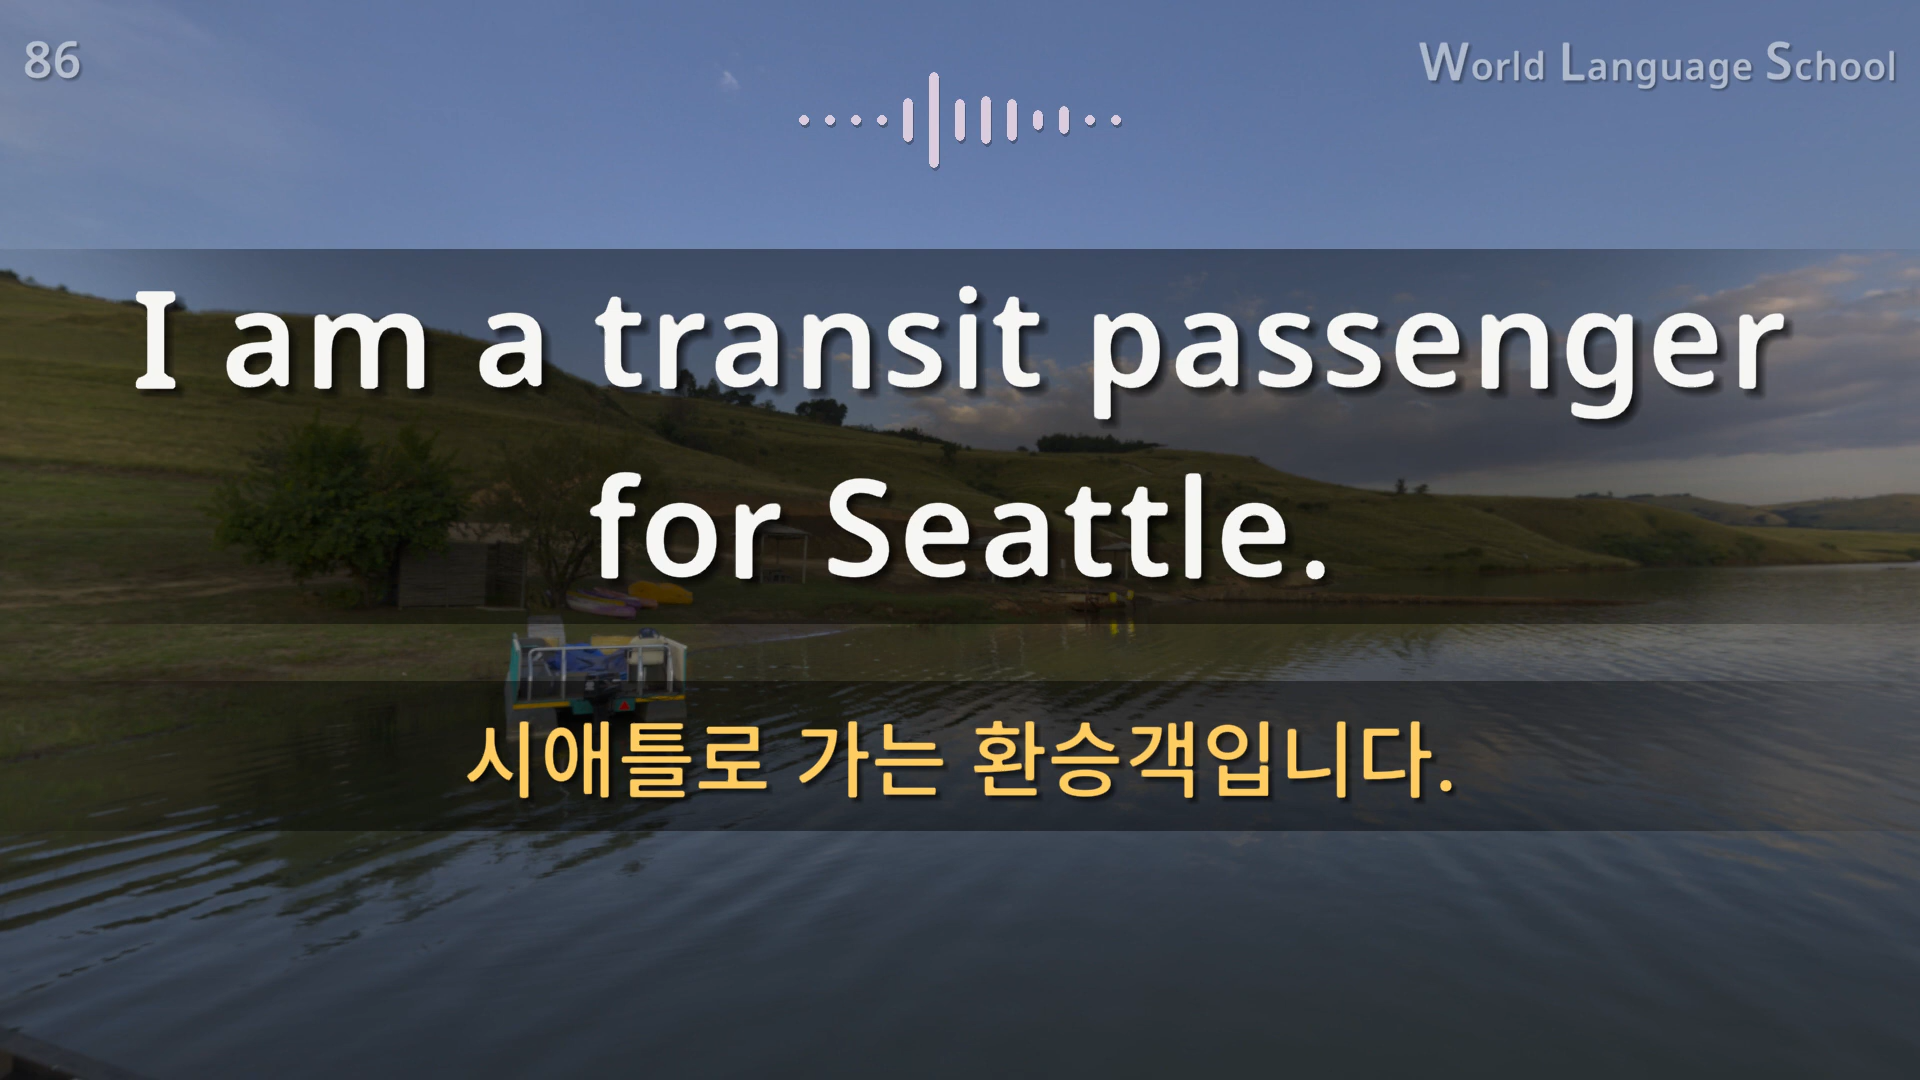 86
World Language School
I am a transit passenger
for Seattle.
시애틀로 가는 환승객입니다.